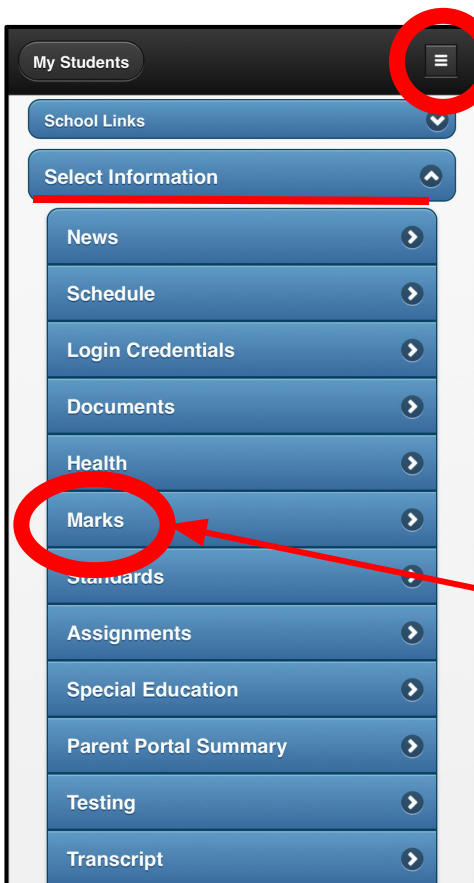 My Students
School Links
Select Information
News
Schedule
Login Credentials
Documents
Health
Marks
Standards
Assignments
Special Education
Parent Portal Summary
Testing
Transcript